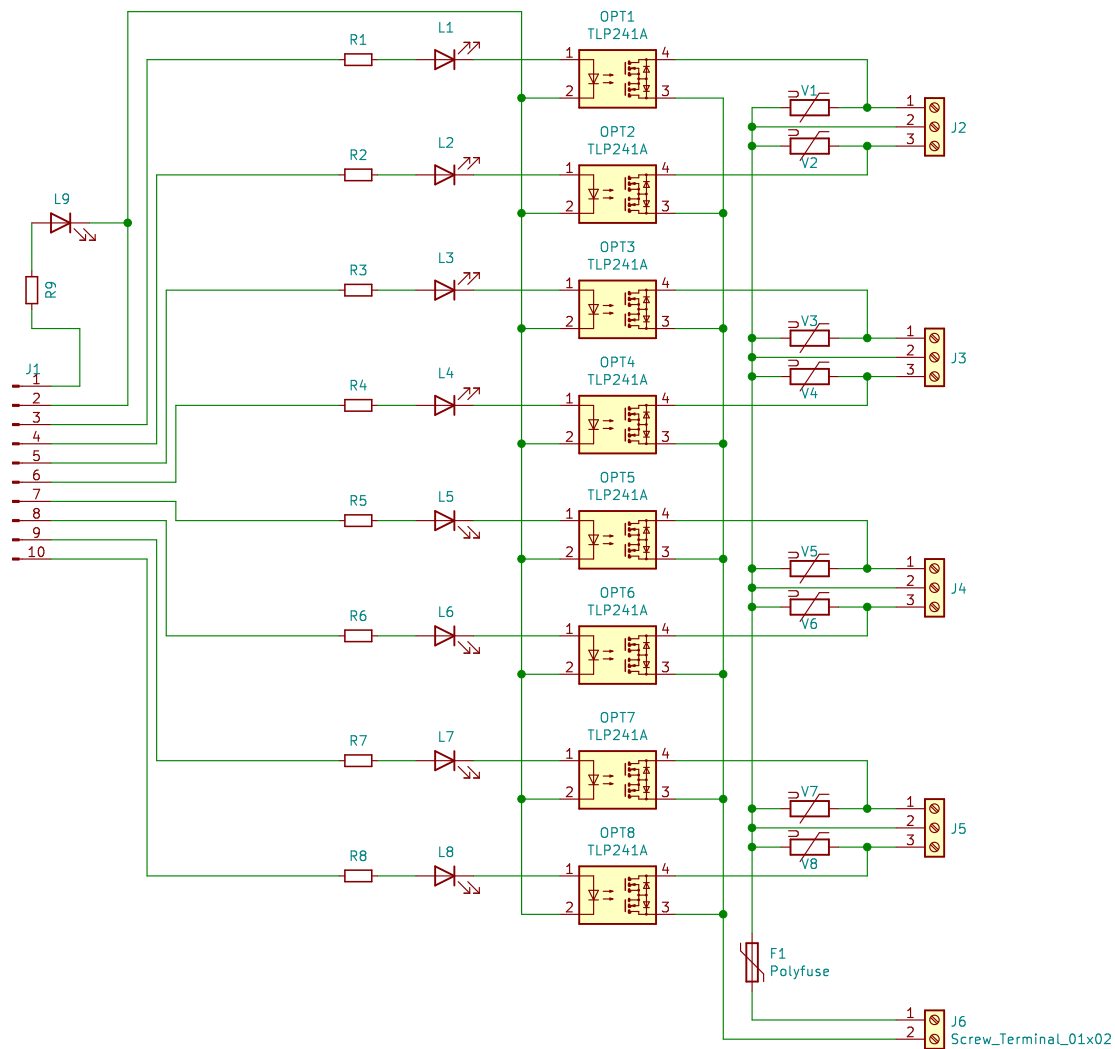 OPT1
TLP241A
L1
R1
1
4
2
3
V1
1
2
3
J2
V2
OPT2
TLP241A
L2
R2
1
4
2
3
L9
R9
OPT3
TLP241A
L3
R3
1
4
2
3
V3
1
2
3
J3
V4
J1
1
2
3
4
5
6
7
8
9
10
OPT4
TLP241A
L4
R4
1
4
2
3
OPT5
TLP241A
L5
R5
1
4
2
3
V5
1
2
3
J4
V6
OPT6
TLP241A
L6
R6
1
4
2
3
OPT7
TLP241A
L7
R7
1
4
2
3
V7
1
2
3
J5
V8
OPT8
TLP241A
L8
R8
1
4
2
3
F1
Polyfuse
1
2
J6
Screw_Terminal_01x02